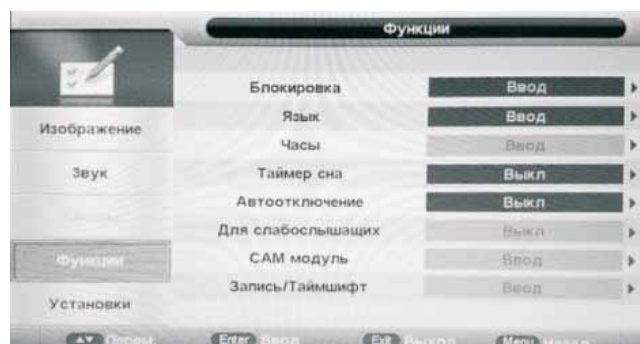 Функции
Блокировка Ввод
Язык Ввод
Часы Ввод
Таймер сна Выкл
Автоотключение Выкл
Для слабослышащих Выкл
САМ модуль Ввод
Запись/Таймшифт Ввод
Изображение
Звук
Функции
Установки
Enter Ввод Exit Выход Menu Назад